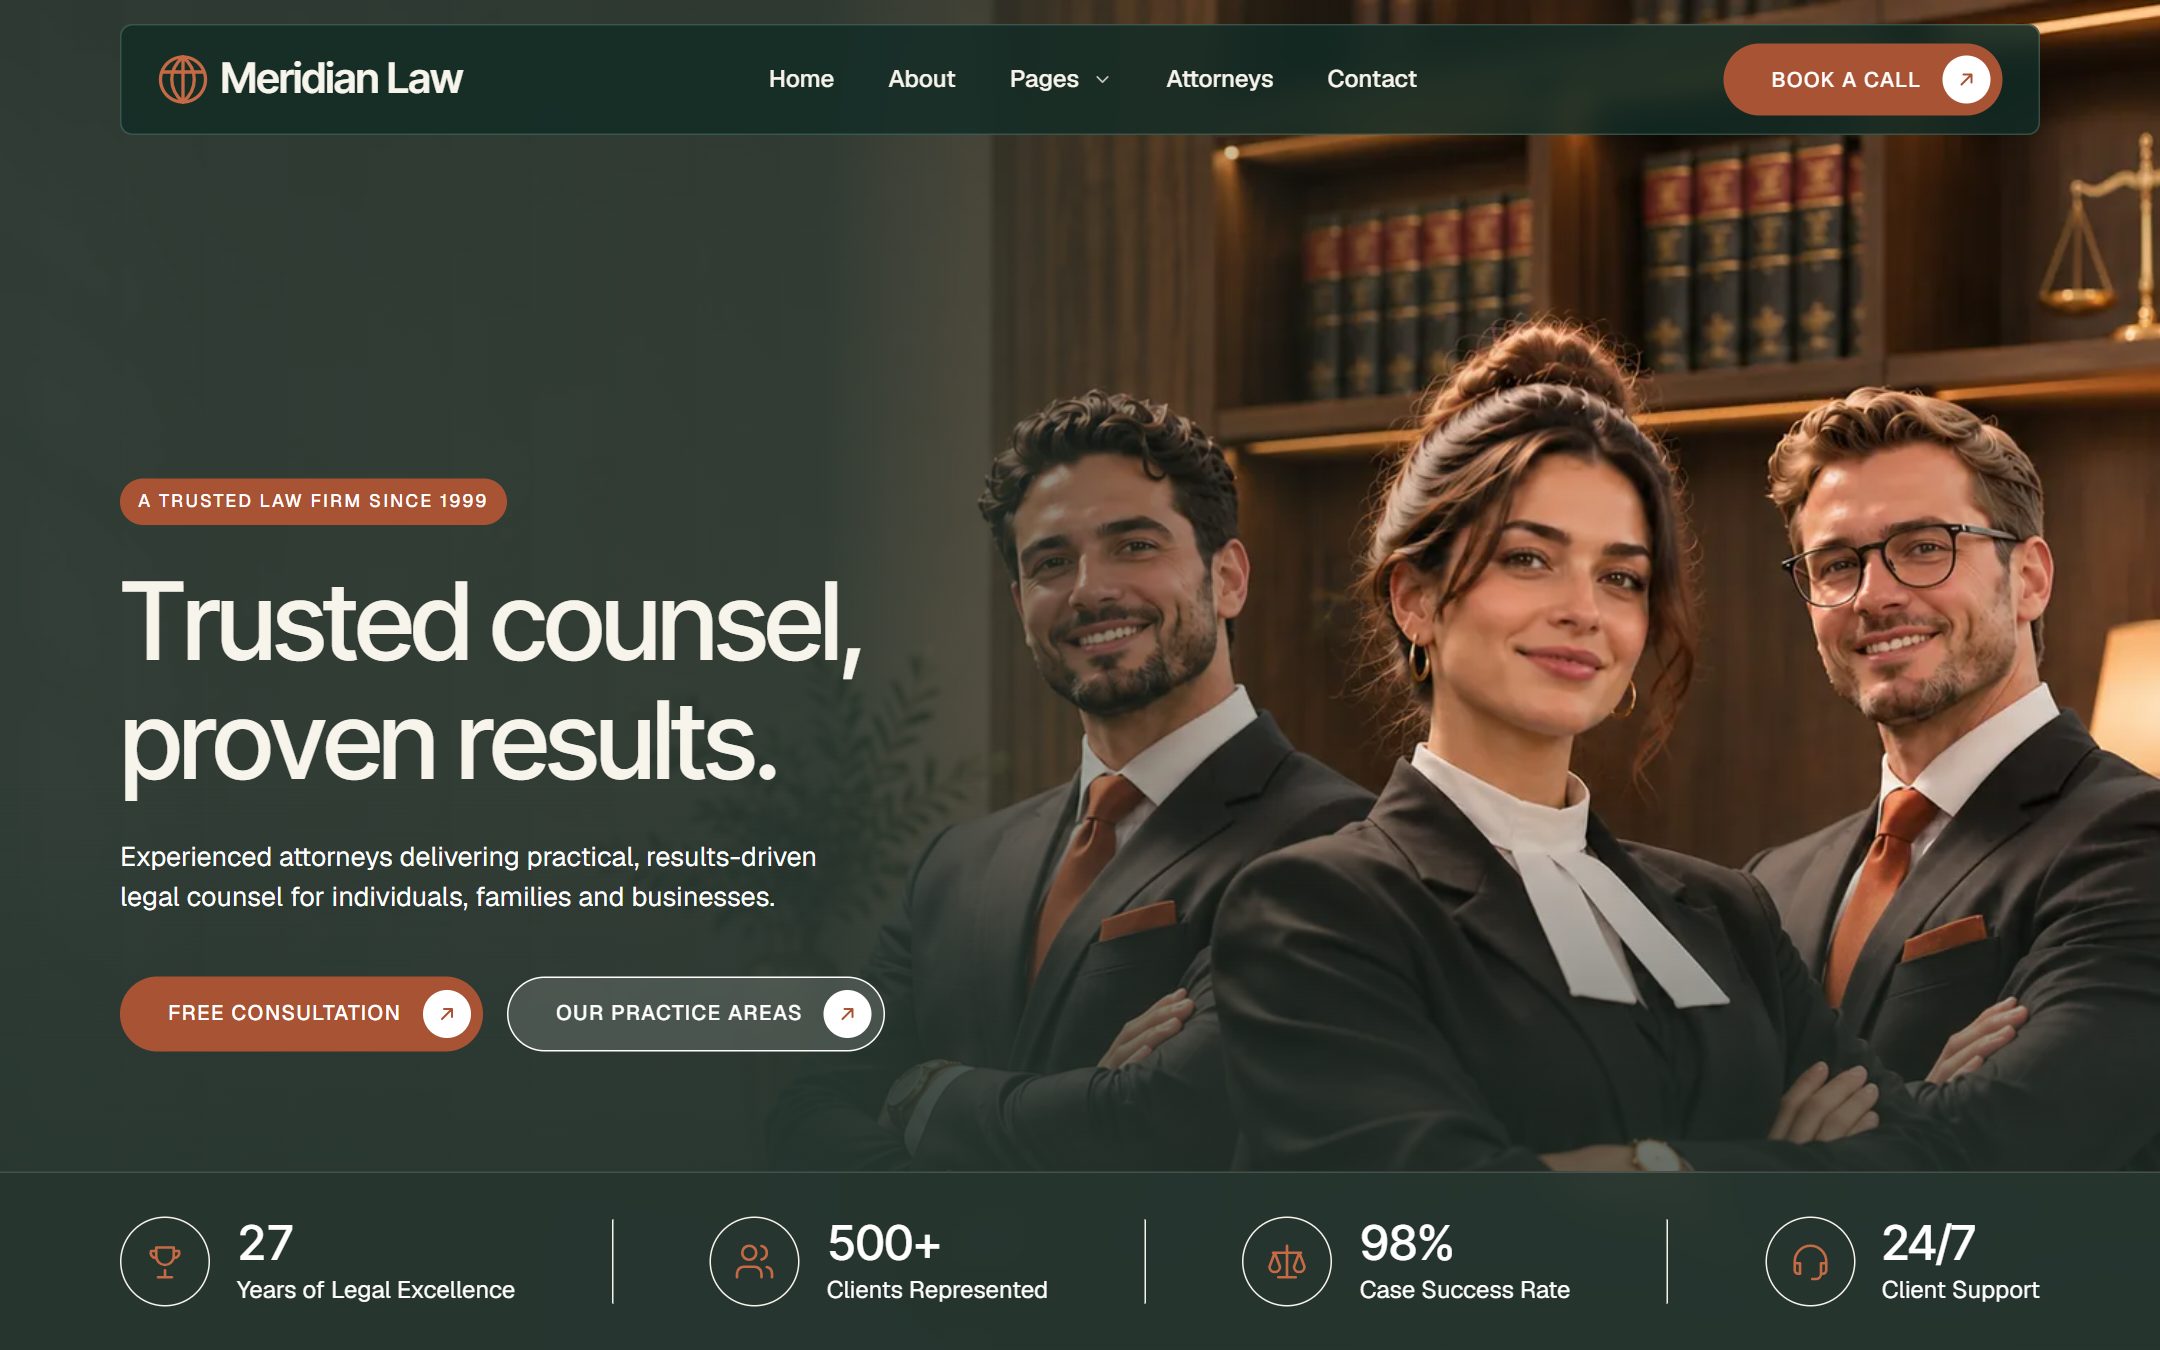 Meridian Law
Home
About
Pages
Attorneys
Contact
BOOK A CALL
A TRUSTED LAW FIRM SINCE 1999
Trusted counsel,
proven results.
Experienced attorneys delivering practical, results-driven
legal counsel for individuals, families and businesses.
FREE CONSULTATION
OUR PRACTICE AREAS
27
Years of Legal Excellence
500+
Clients Represented
98%
Case Success Rate
24/7
Client Support